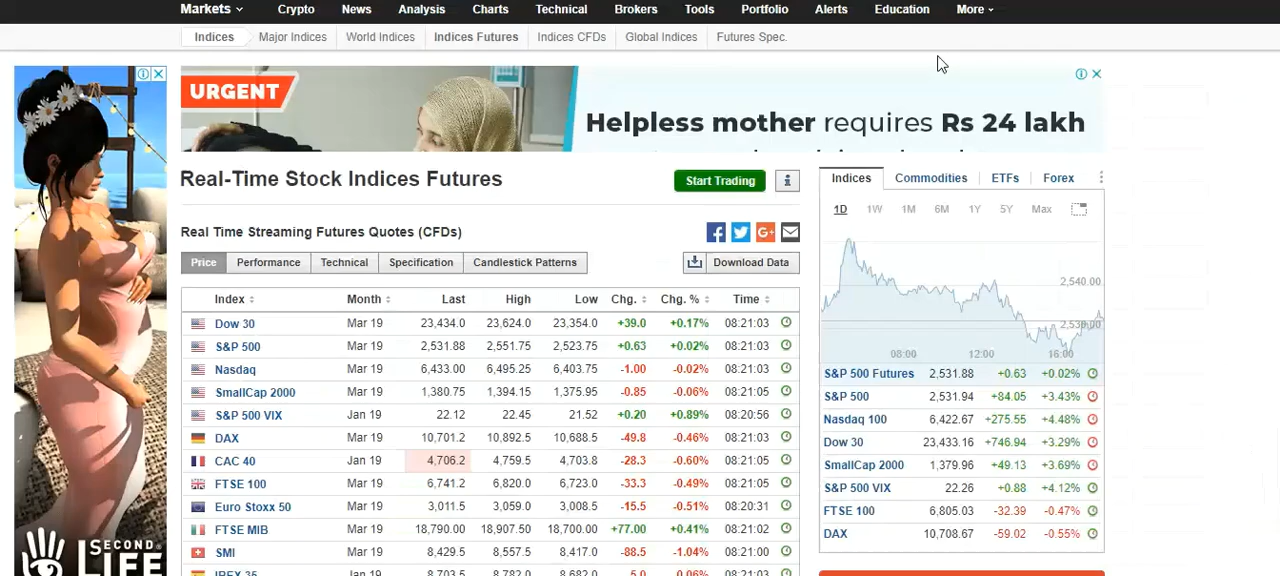 Markets Crypto News Analysis Charts Technical Brokers Tools Portfolio Alerts Education More
Indices Major Indices World Indices Indices Futures Indices CFDs Global Indices Futures Spec.
URGENT
Helpless mother requires Rs 24 lakh
Real-Time Stock Indices Futures
Start Trading
i
Real Time Streaming Futures Quotes (CFDs)
Price Performance Technical Specification Candlestick Patterns
Download Data
Index Month Last High Low Chg. Chg. % Time
Dow 30 Mar 19 23,434.0 23,624.0 23,354.0 +39.0 +0.17% 08:21:03
S&P 500 Mar 19 2,531.88 2,551.75 2,523.75 +0.63 +0.02% 08:21:03
Nasdaq Mar 19 6,433.00 6,495.25 6,403.75 -1.00 -0.02% 08:21:03
SmallCap 2000 Mar 19 1,380.75 1,394.15 1,375.95 -0.85 -0.06% 08:21:05
S&P 500 VIX Jan 19 22.12 22.45 21.52 +0.20 +0.89% 08:20:56
DAX Mar 19 10,701.2 10,892.5 10,688.5 -49.8 -0.46% 08:21:03
CAC 40 Jan 19 4,706.2 4,759.5 4,703.8 -28.3 -0.60% 08:21:05
FTSE 100 Mar 19 6,741.2 6,820.0 6,723.0 -33.3 -0.49% 08:21:05
Euro Stoxx 50 Mar 19 3,011.5 3,059.0 3,008.5 -15.5 -0.51% 08:20:31
FTSE MIB Mar 19 18,790.00 18,907.50 18,700.00 +77.00 +0.41% 08:21:02
SMI Mar 19 8,429.5 8,557.5 8,417.0 -88.5 -1.04% 08:21:00
Indices Commodities ETFs Forex
1D 1W 1M 6M 1Y 5Y Max
2,540.00
08:00 12:00 16:00
S&P 500 Futures 2,531.88 +0.63 +0.02%
S&P 500 2,531.94 +84.05 +3.43%
Nasdaq 100 6,422.67 +275.55 +4.48%
Dow 30 23,433.16 +746.94 +3.29%
SmallCap 2000 1,379.96 +49.13 +3.69%
S&P 500 VIX 22.26 +0.88 +4.12%
FTSE 100 6,805.03 -32.39 -0.47%
DAX 10,708.67 -59.02 -0.55%
SECOND
LIFE